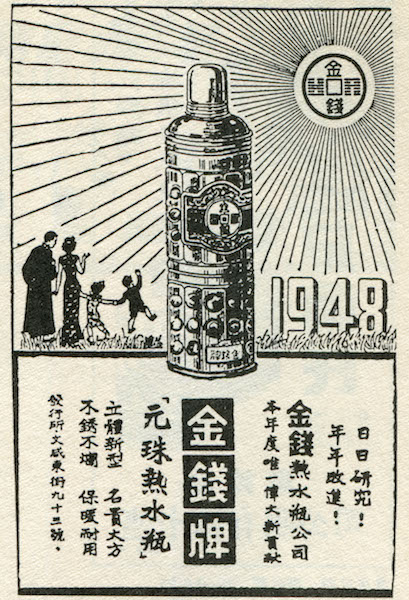 金錢
1948
日日研究！
年年改進！
金錢熱水瓶公司
本年度唯一偉大新貢献
金錢牌
「元珠熱水瓶」
立體新型　名貴大方
不銹不爛　保暖耐用
發行所文咸東街九十三號。